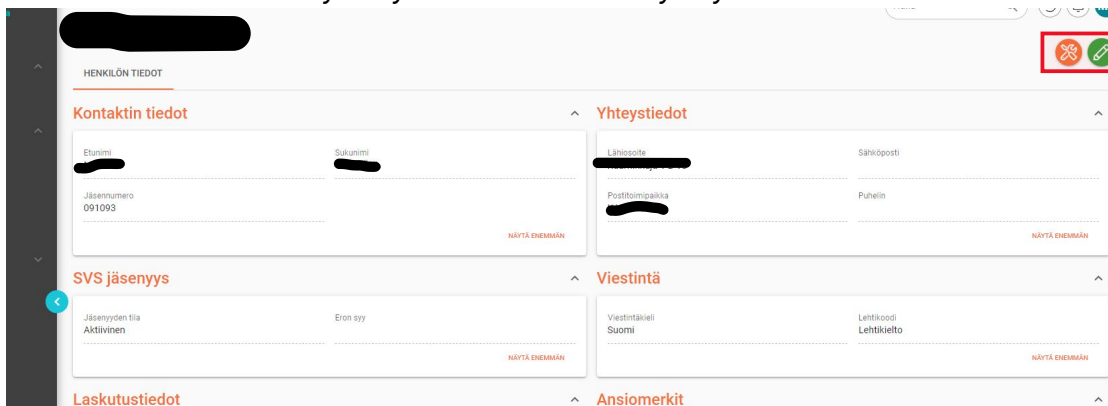 HENKILÖN TIEDOT
Kontaktin tiedot
Etunimi
Sukunimi
Jäsennumero
091093
NÄYTÄ ENEMMÄN
Yhteystiedot
Lähiosoite
Sähköposti
Postitoimipaikka
Puhelin
NÄYTÄ ENEMMÄN
SVS jäsenyys
Jäsenyyden tila
Aktiivinen
Eron syy
NÄYTÄ ENEMMÄN
Viestintä
Viestintäkieli
Suomi
Lehtikoodi
Lehtikielto
NÄYTÄ ENEMMÄN
Laskutustiedot
Ansiomerkit